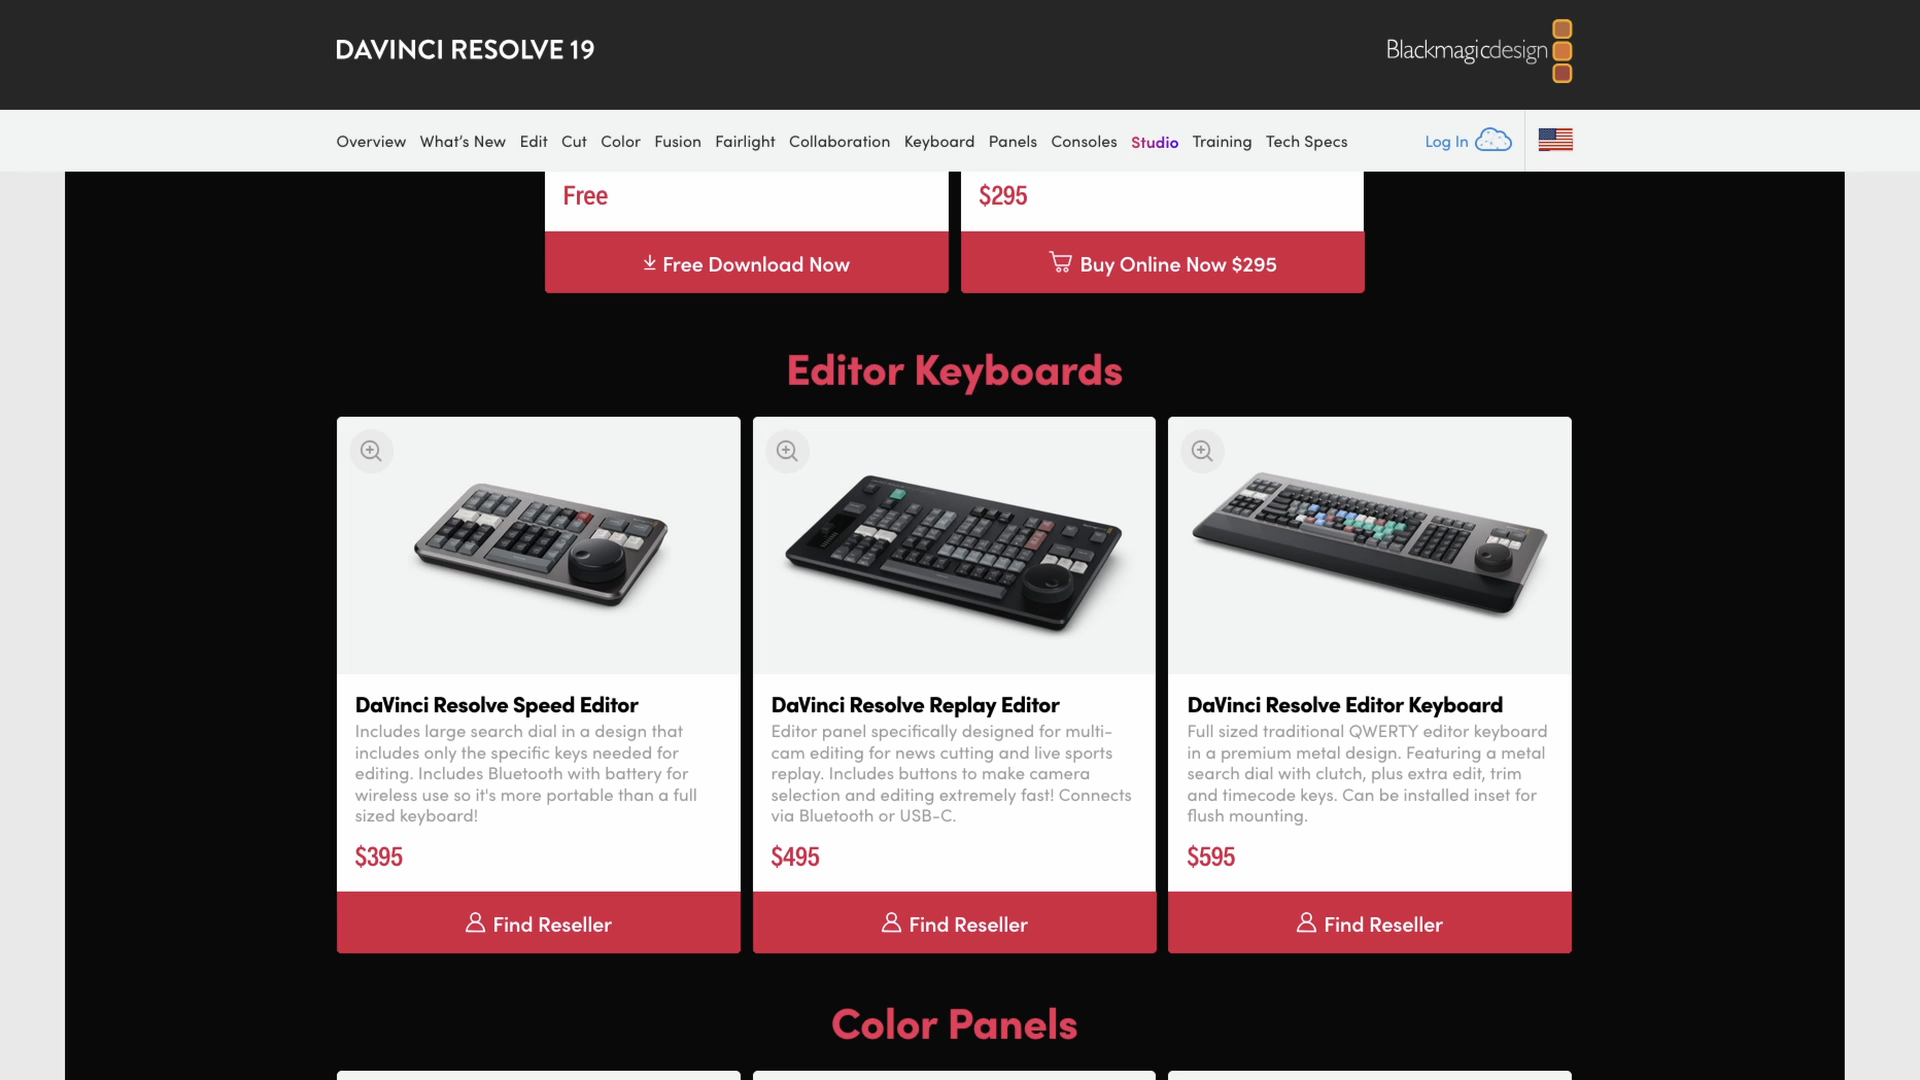 DAVINCI RESOLVE 19
Blackmagicdesign
Overview What's New Edit Cut Color Fusion Fairlight Collaboration Keyboard Panels Consoles Studio Training Tech Specs Log In
Free
$295
Free Download Now
Buy Online Now $295
Editor Keyboards
DaVinci Resolve Speed Editor
Includes large search dial in a design that
includes only the specific keys needed for
editing. Includes Bluetooth with battery for
wireless use so it's more portable than a full
sized keyboard!
$395
Find Reseller
DaVinci Resolve Replay Editor
Editor panel specifically designed for multi-
cam editing for news cutting and live sports
replay. Includes buttons to make camera
selection and editing extremely fast! Connects
via Bluetooth or USB-C.
$495
Find Reseller
DaVinci Resolve Editor Keyboard
Full sized traditional QWERTY editor keyboard
in a premium metal design. Featuring a metal
search dial with clutch, plus extra edit, trim
and timecode keys. Can be installed inset for
flush mounting.
$595
Find Reseller
Color Panels